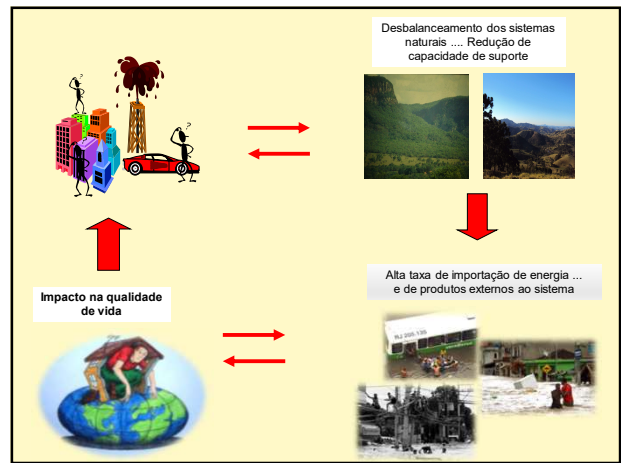 Desbalanceamento dos sistemas
naturais .... Redução de
capacidade de suporte
?
?
Alta taxa de importação de energia ...
e de produtos externos ao sistema
Impacto na qualidade
de vida
RJ 200.135